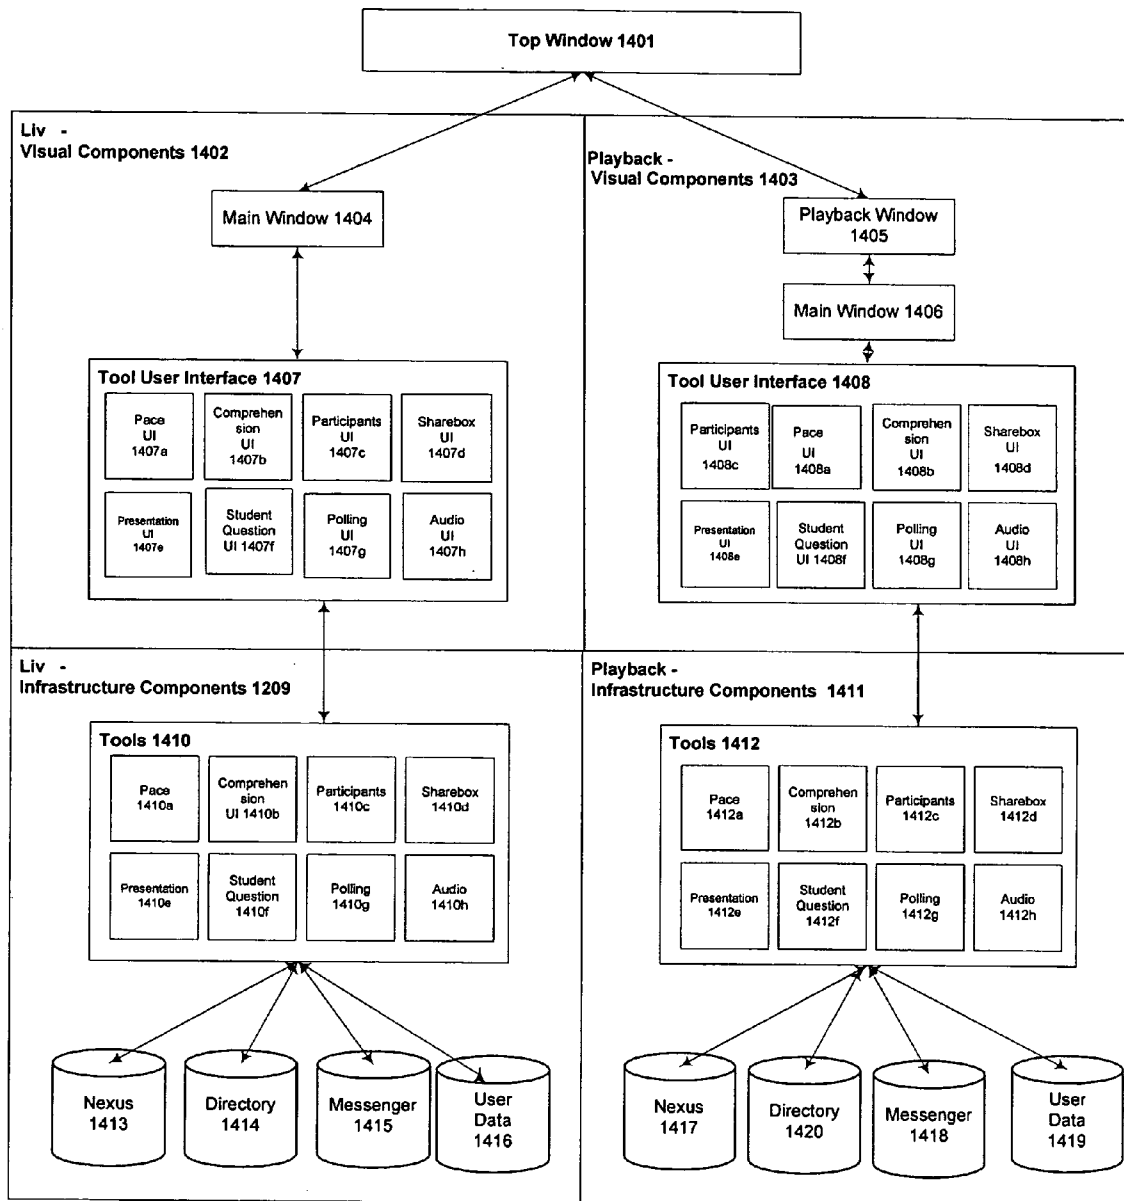 Top Window 1401
Liv -
Visual Components 1402
Playback -
Visual Components 1403
Main Window 1404
Playback Window
1405
Main Window 1406
Tool User Interface 1407
Pace
UI
1407a
Comprehen
sion
UI
1407b
Participants
UI
1407c
Sharebox
UI
1407d
Presentation
UI
1407e
Student
Question
UI 1407f
Polling
UI
1407g
Audio
UI
1407h
Tool User Interface 1408
Participants
UI
1408c
Pace
UI
1408a
Comprehen
sion
UI
1408b
Sharebox
UI
1408d
Presentation
UI
1408e
Student
Question
UI 1408f
Polling
UI
1408g
Audio
UI
1408h
Liv -
Infrastructure Components 1209
Playback -
Infrastructure Components 1411
Tools 1410
Pace
1410a
Comprehen
sion
UI 1410b
Participants
1410c
Sharebox
1410d
Presentation
1410e
Student
Question
1410f
Polling
1410g
Audio
1410h
Tools 1412
Pace
1412a
Comprehen
sion
1412b
Participants
1412c
Sharebox
1412d
Presentation
1412e
Student
Question
1412f
Polling
1412g
Audio
1412h
Nexus
1413
Directory
1414
Messenger
1415
User
Data
1416
Nexus
1417
Directory
1420
Messenger
1418
User
Data
1419